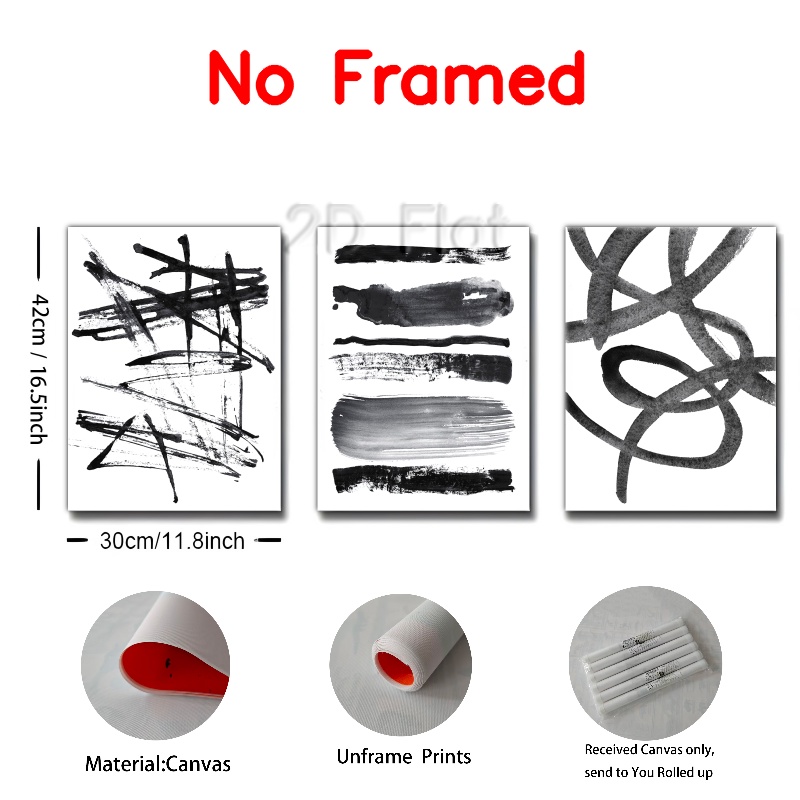 No Framed
2D Flat
42cm / 16.5inch
30cm/11.8inch
Material:Canvas
Unframe Prints
Received Canvas only,
send to You Rolled up